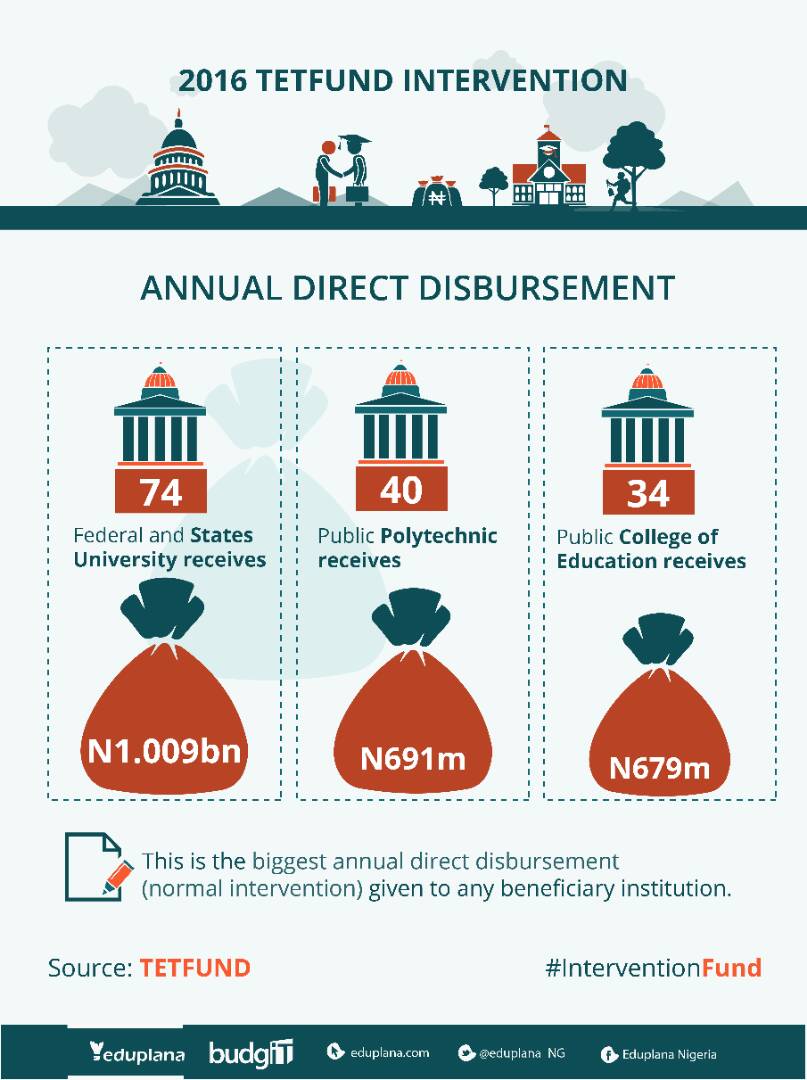 2016 TETFUND INTERVENTION
₦
ANNUAL DIRECT DISBURSEMENT
74
Federal and States
University receives
N1.009bn
40
Public Polytechnic
receives
N691m
34
Public College of
Education receives
N679m
This is the biggest annual direct disbursement
(normal intervention) given to any beneficiary institution.
Source: TETFUND
#InterventionFund
eduplana
budgIT
eduplana.com
@eduplana NG
Eduplana Nigeria